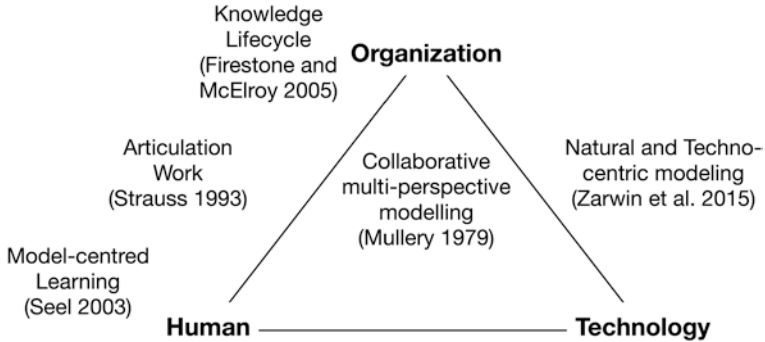 Knowledge
Lifecycle
(Firestone and
McElroy 2005)
Organization
Articulation
Work
(Strauss 1993)
Collaborative
multi-perspective
modelling
(Mullery 1979)
Natural and Techno-
centric modeling
(Zarwin et al. 2015)
Model-centred
Learning
(Seel 2003)
Human
Technology